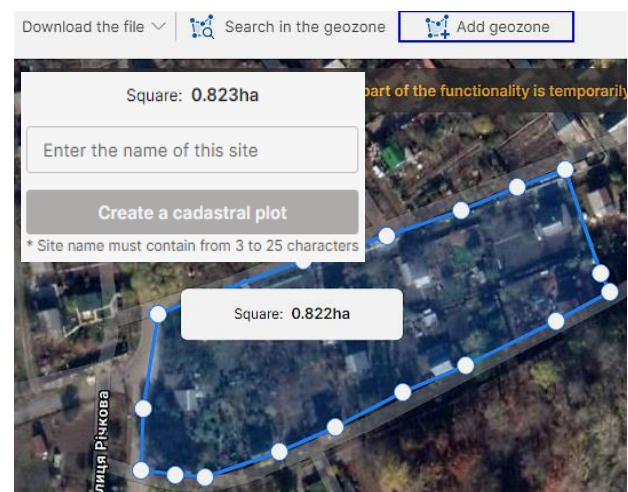 Download the file
Search in the geozone
Add geozone
Square: 0.823ha
part of the functionality is temporarily
Enter the name of this site
Create a cadastral plot
* Site name must contain from 3 to 25 characters
Square: 0.822ha
лиця Річкова